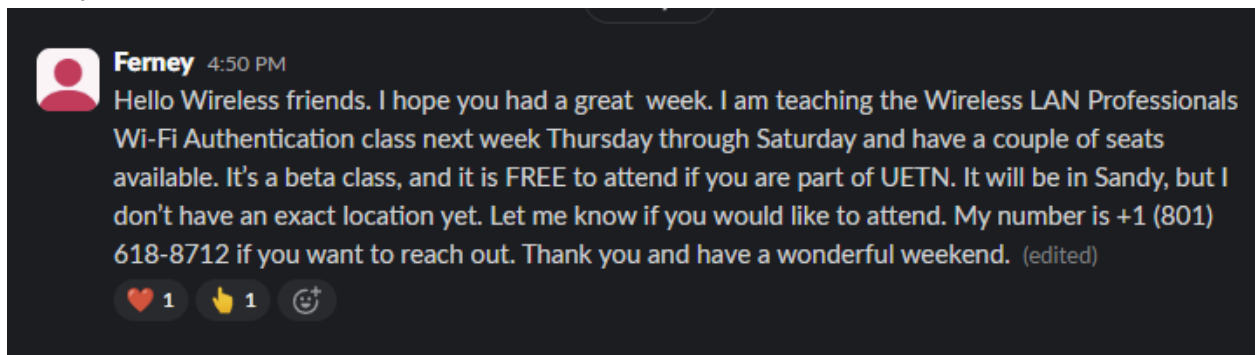 Ferney 4:50 PM
Hello Wireless friends. I hope you had a great  week. I am teaching the Wireless LAN Professionals
Wi-Fi Authentication class next week Thursday through Saturday and have a couple of seats
available. It’s a beta class, and it is FREE to attend if you are part of UETN. It will be in Sandy, but I
don’t have an exact location yet. Let me know if you would like to attend. My number is +1 (801)
618-8712 if you want to reach out. Thank you and have a wonderful weekend. (edited)
❤️ 1 👆 1